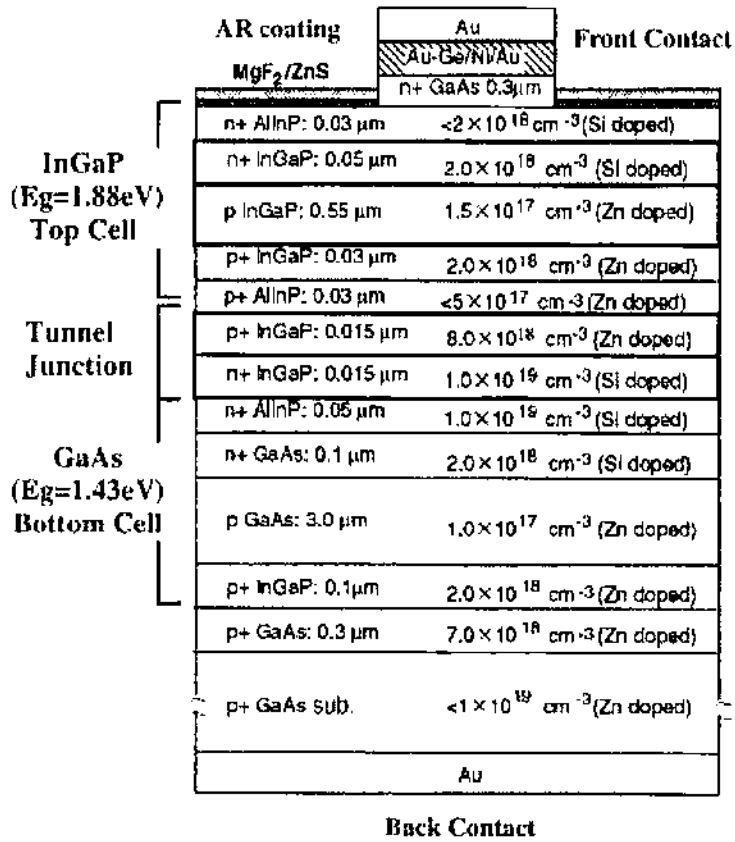 AR coating
Au
Front Contact
Au-Ge/Ni/Au
MgF2/ZnS
n+ GaAs 0.3μm
n+ AlInP: 0.03 μm <2×10^18 cm^-3 (Si doped)
InGaP
(Eg=1.88eV)
Top Cell
n+ InGaP: 0.05 μm 2.0×10^18 cm^-3 (Si doped)
p InGaP: 0.55 μm 1.5×10^17 cm^-3 (Zn doped)
p+ InGaP: 0.03 μm 2.0×10^18 cm^-3 (Zn doped)
p+ AlInP: 0.03 μm <5×10^17 cm^-3 (Zn doped)
Tunnel
Junction
p+ InGaP: 0.015 μm 8.0×10^18 cm^-3 (Zn doped)
n+ InGaP: 0.015 μm 1.0×10^19 cm^-3 (Si doped)
n+ AlInP: 0.05 μm 1.0×10^19 cm^-3 (Si doped)
GaAs
(Eg=1.43eV)
Bottom Cell
n+ GaAs: 0.1 μm 2.0×10^18 cm^-3 (Si doped)
p GaAs: 3.0 μm 1.0×10^17 cm^-3 (Zn doped)
p+ InGaP: 0.1μm 2.0×10^18 cm^-3 (Zn doped)
p+ GaAs: 0.3 μm 7.0×10^18 cm^-3 (Zn doped)
p+ GaAs sub. <1×10^19 cm^-3 (Zn doped)
Au
Back Contact